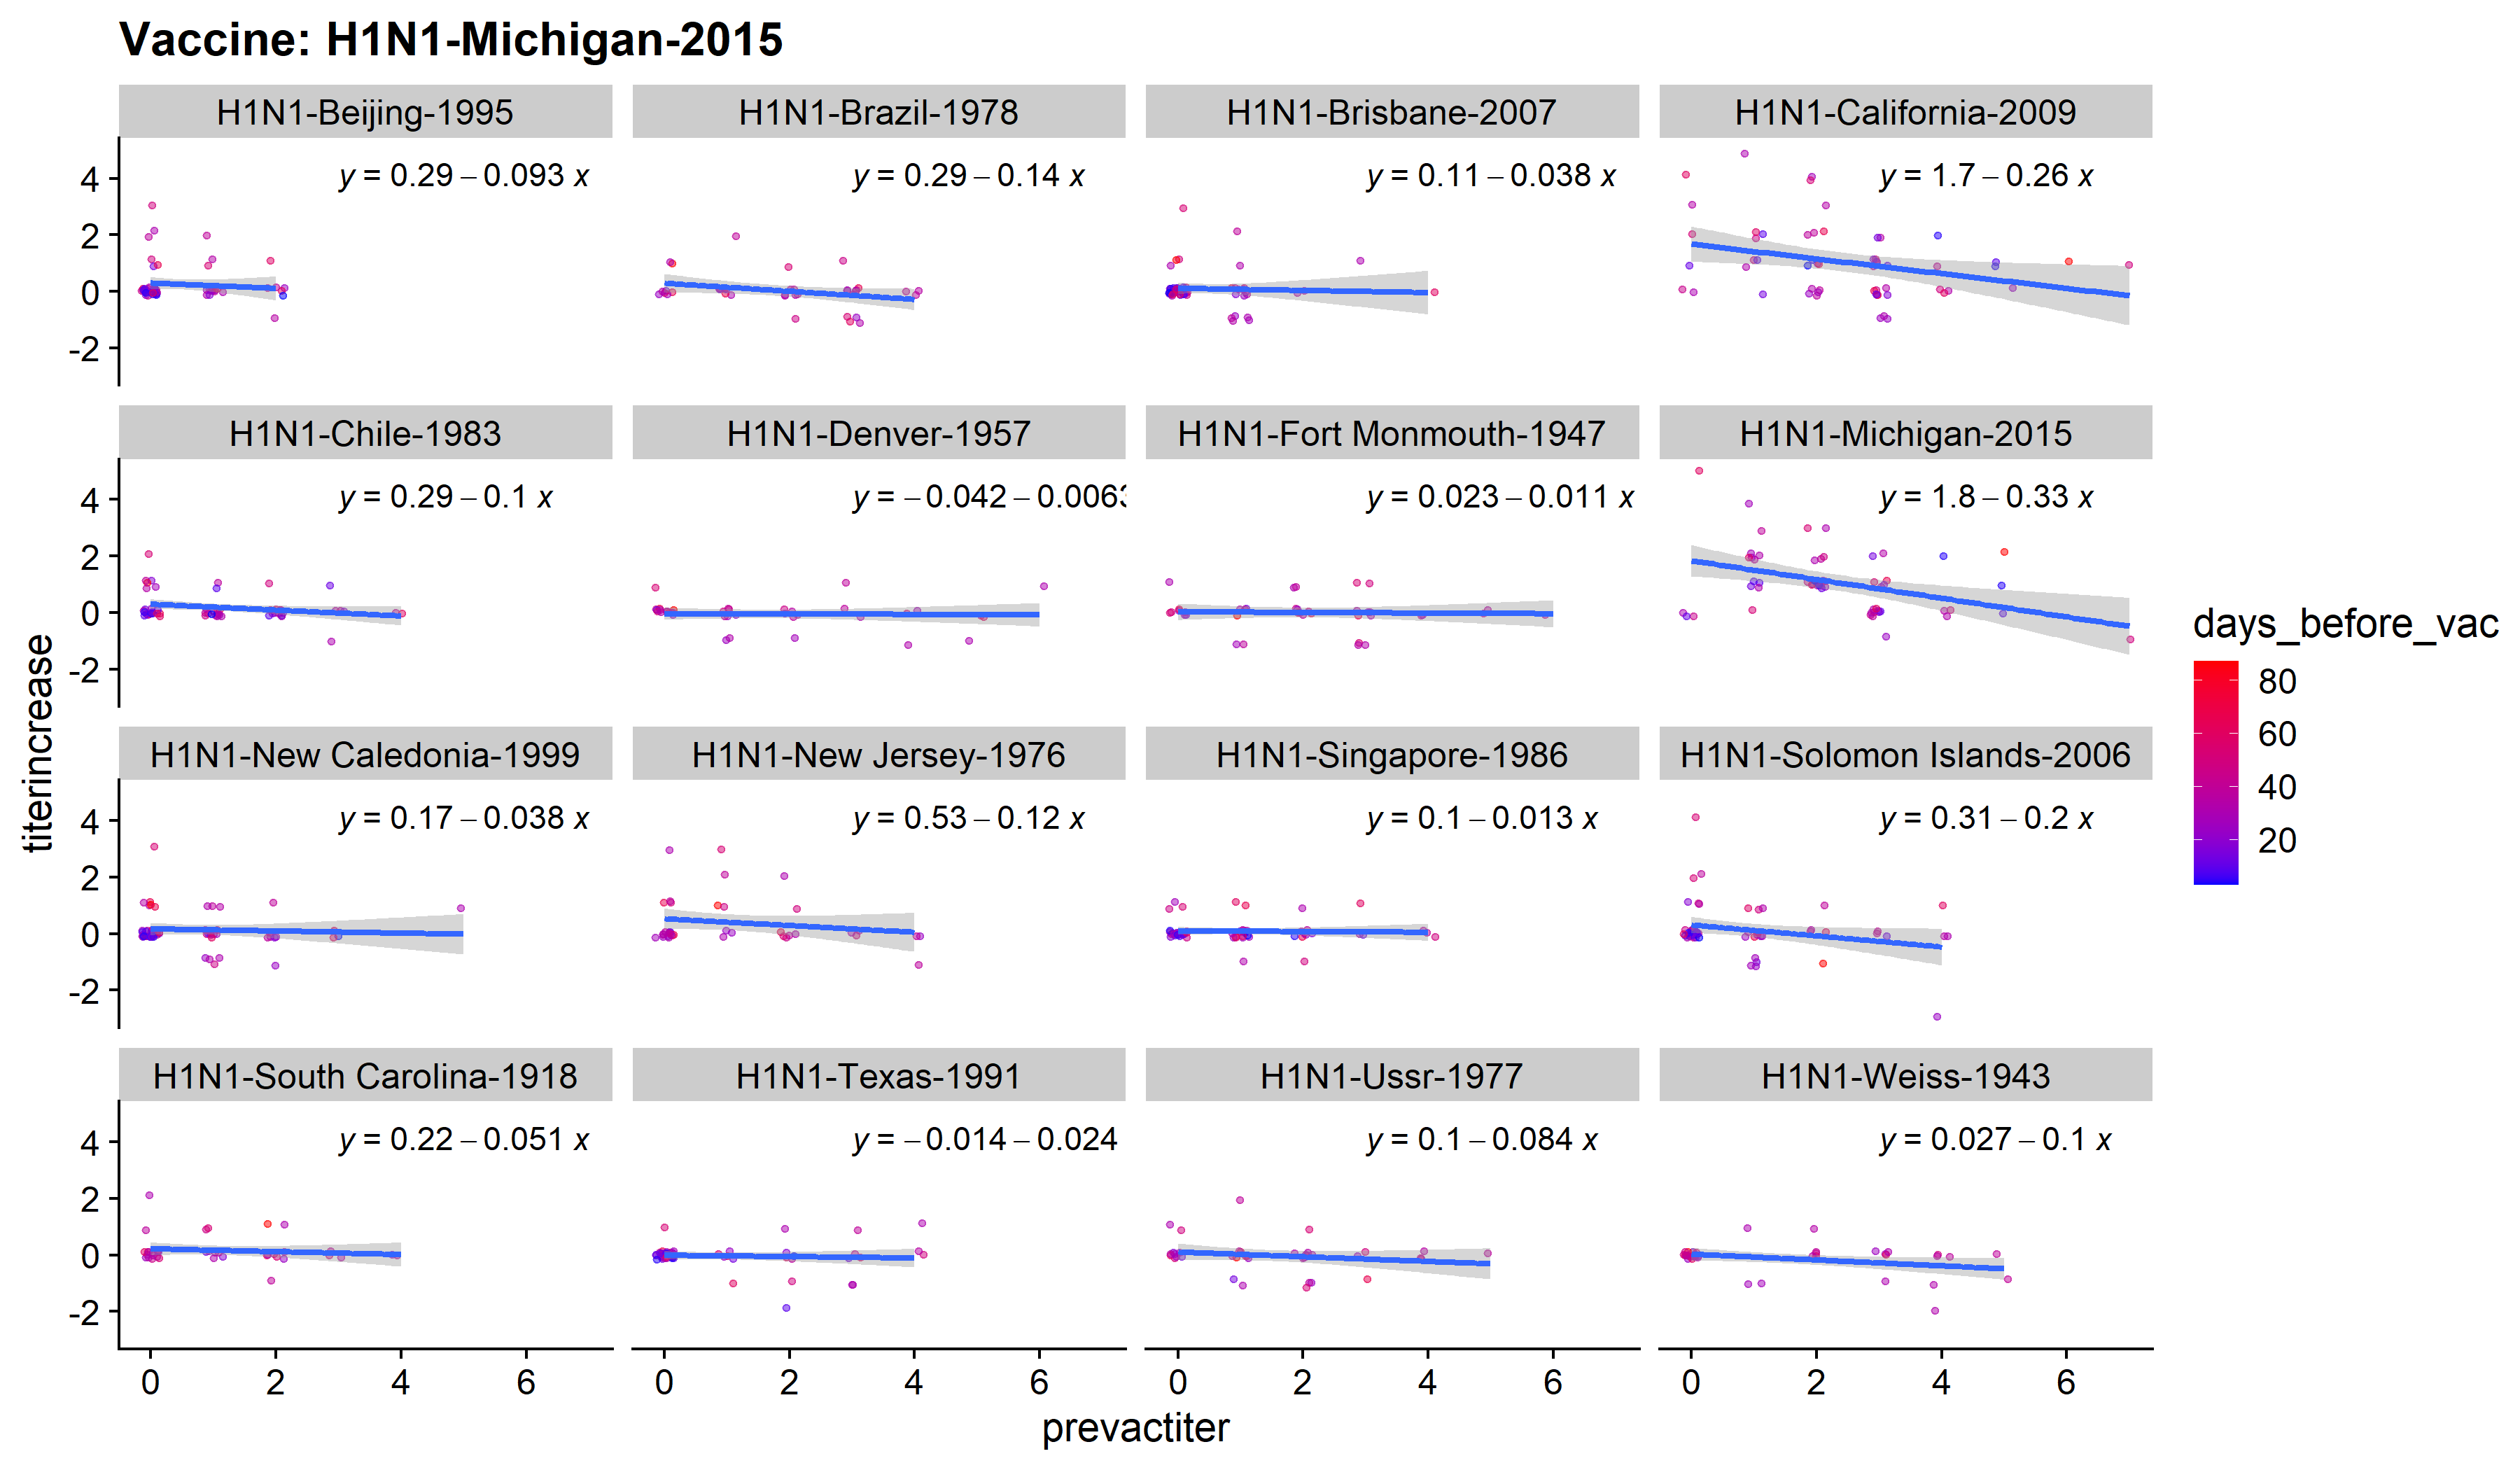 Vaccine: H1N1-Michigan-2015
H1N1-Beijing-1995 H1N1-Brazil-1978 H1N1-Brisbane-2007 H1N1-California-2009
y = 0.29 – 0.093 x y = 0.29 – 0.14 x y = 0.11 – 0.038 x y = 1.7 – 0.26 x
4
2
0
-2
H1N1-Chile-1983 H1N1-Denver-1957 H1N1-Fort Monmouth-1947 H1N1-Michigan-2015
y = 0.29 – 0.1 x y = – 0.042 – 0.0063 y = 0.023 – 0.011 x y = 1.8 – 0.33 x
4
2
0
-2
H1N1-New Caledonia-1999 H1N1-New Jersey-1976 H1N1-Singapore-1986 H1N1-Solomon Islands-2006
y = 0.17 – 0.038 x y = 0.53 – 0.12 x y = 0.1 – 0.013 x y = 0.31 – 0.2 x
4
2
0
-2
H1N1-South Carolina-1918 H1N1-Texas-1991 H1N1-Ussr-1977 H1N1-Weiss-1943
y = 0.22 – 0.051 x y = – 0.014 – 0.024 y = 0.1 – 0.084 x y = 0.027 – 0.1 x
4
2
0
-2
0 2 4 6 0 2 4 6 0 2 4 6 0 2 4 6
prevactiter
titerincrease
days_before_vac
80
60
40
20